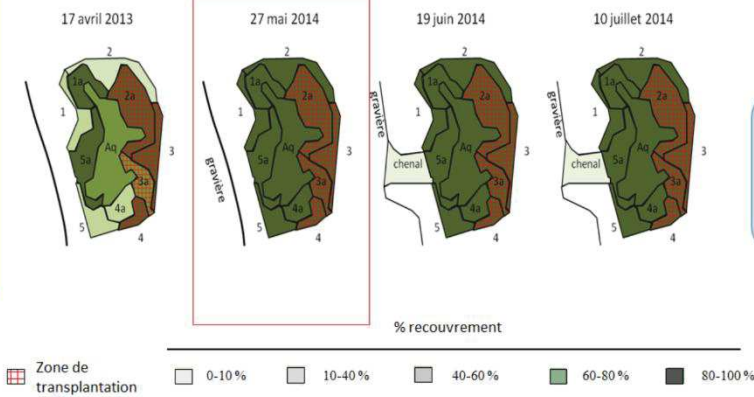 17 avril 2013
27 mai 2014
19 juin 2014
10 juillet 2014
2
1a
2a
1
Aq
5a
3
3a
4a
5
4
2
1a
2a
1
Aq
5a
3
3a
4a
5
4
gravière
2
1a
2a
1
Aq
5a
3
3a
4a
5
4
gravière
chenal
2
1a
2a
1
Aq
5a
3
3a
4a
5
4
gravière
chenal
% recouvrement
Zone de
transplantation
0-10 %
10-40 %
40-60 %
60-80 %
80-100 %